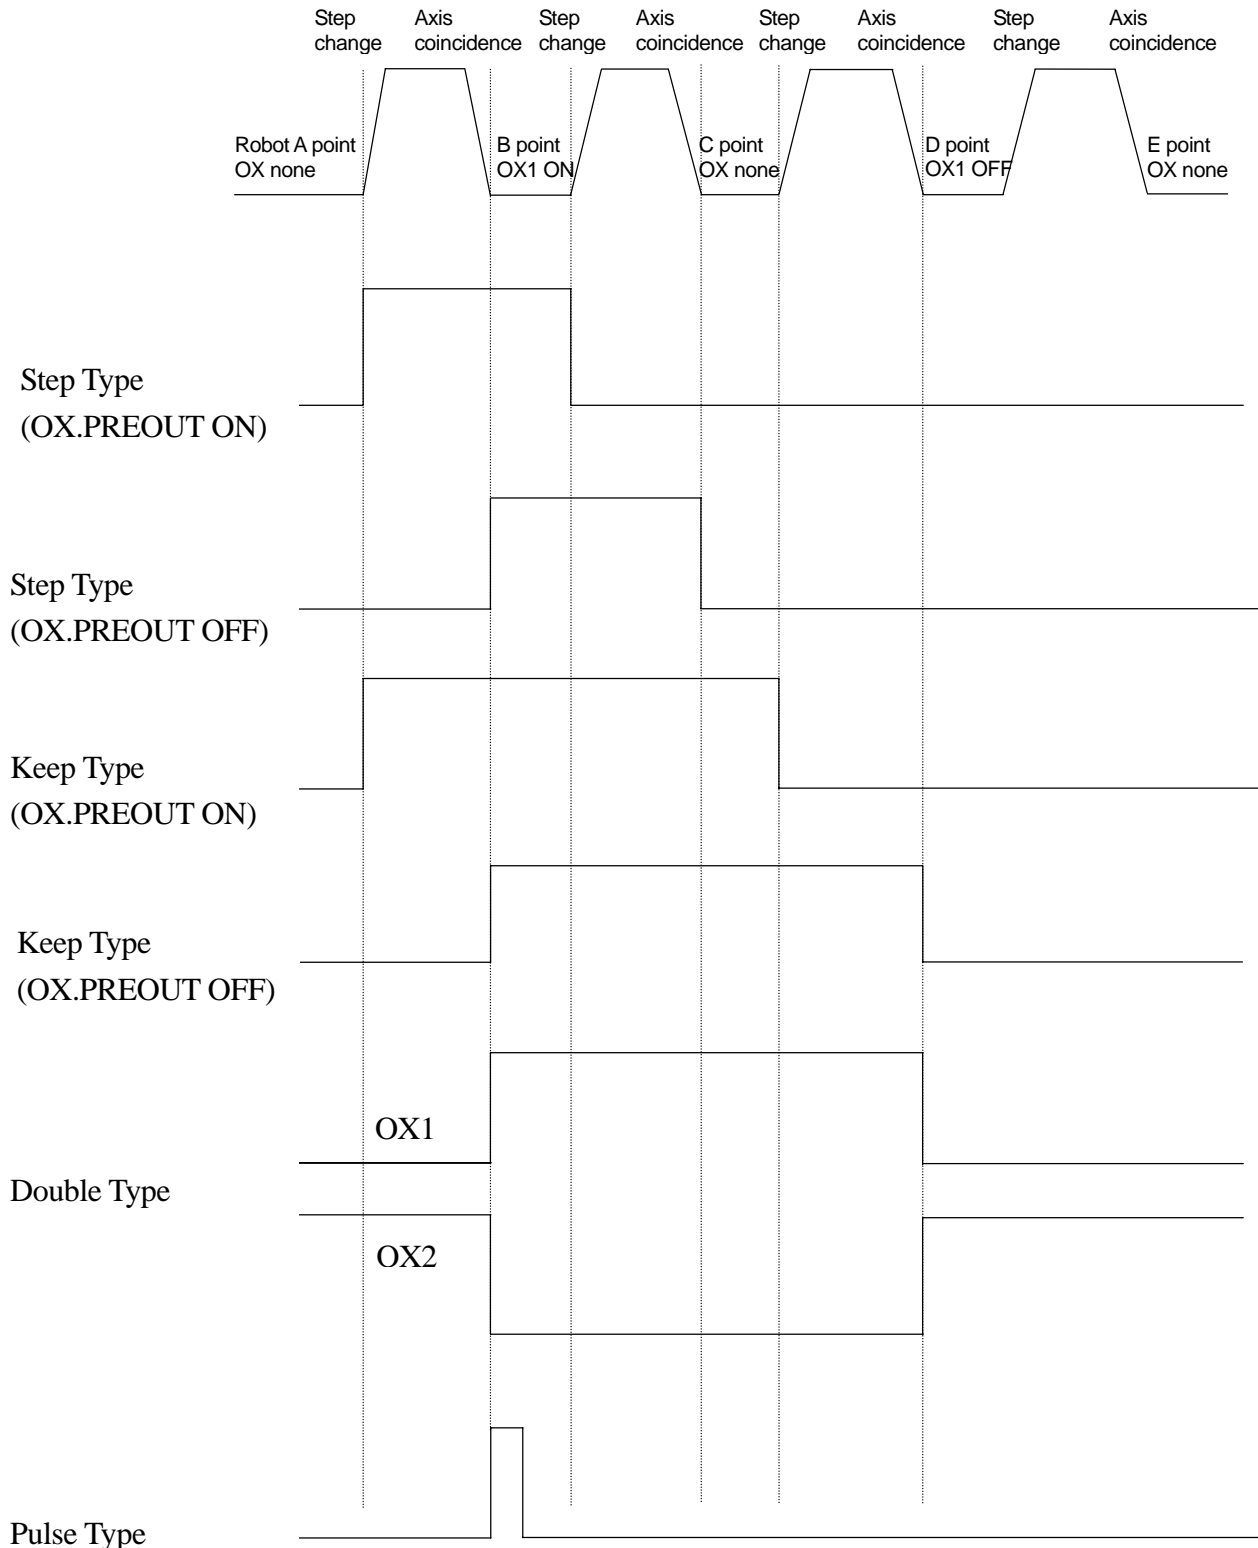 Step Axis Step Axis Step Axis Step Axis
change coincidence change coincidence change coincidence change coincidence
Robot A point B point C point D point E point
OX none OX1 ON OX none OX1 OFF OX none
Step Type
(OX.PREOUT ON)
Step Type
(OX.PREOUT OFF)
Keep Type
(OX.PREOUT ON)
Keep Type
(OX.PREOUT OFF)
OX1
Double Type
OX2
Pulse Type